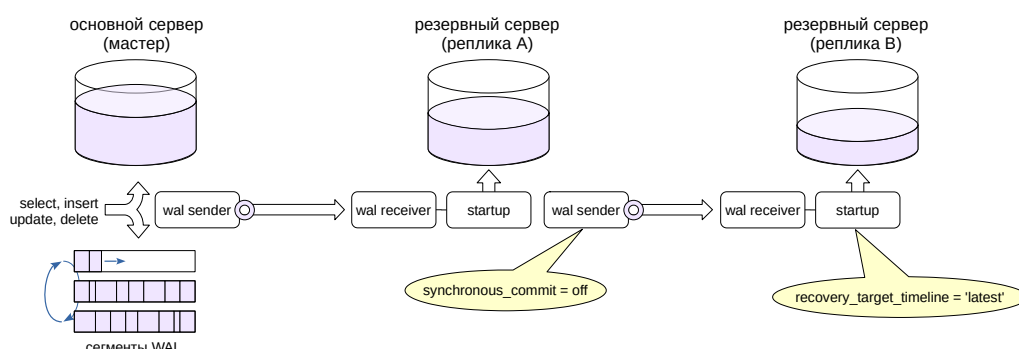 основной сервер
(мастер)
резервный сервер
(реплика A)
резервный сервер
(реплика B)
select, insert
update, delete
wal sender
wal receiver
startup
wal sender
wal receiver
startup
synchronous_commit = off
recovery_target_timeline = 'latest'
сегменты WAL